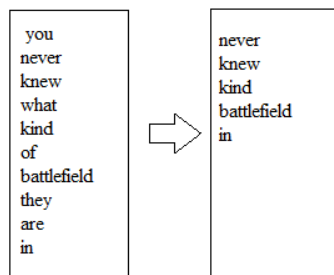 you
never
knew
what
kind
of
battlefield
they
are
in
never
knew
kind
battlefield
in